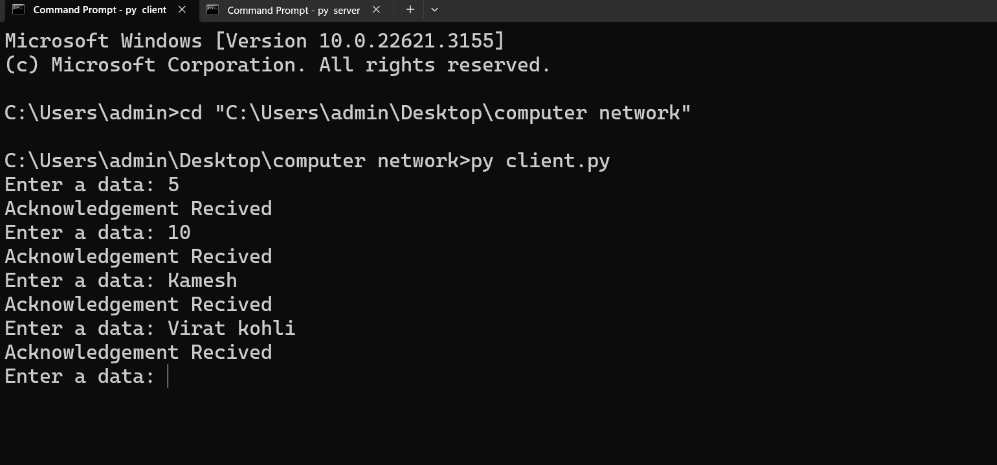 Command Prompt - py client
Command Prompt - py server
Microsoft Windows [Version 10.0.22621.3155]
(c) Microsoft Corporation. All rights reserved.
C:\Users\admin>cd "C:\Users\admin\Desktop\computer network"
C:\Users\admin\Desktop\computer network>py client.py
Enter a data: 5
Acknowledgement Recived
Enter a data: 10
Acknowledgement Recived
Enter a data: Kamesh
Acknowledgement Recived
Enter a data: Virat kohli
Acknowledgement Recived
Enter a data: